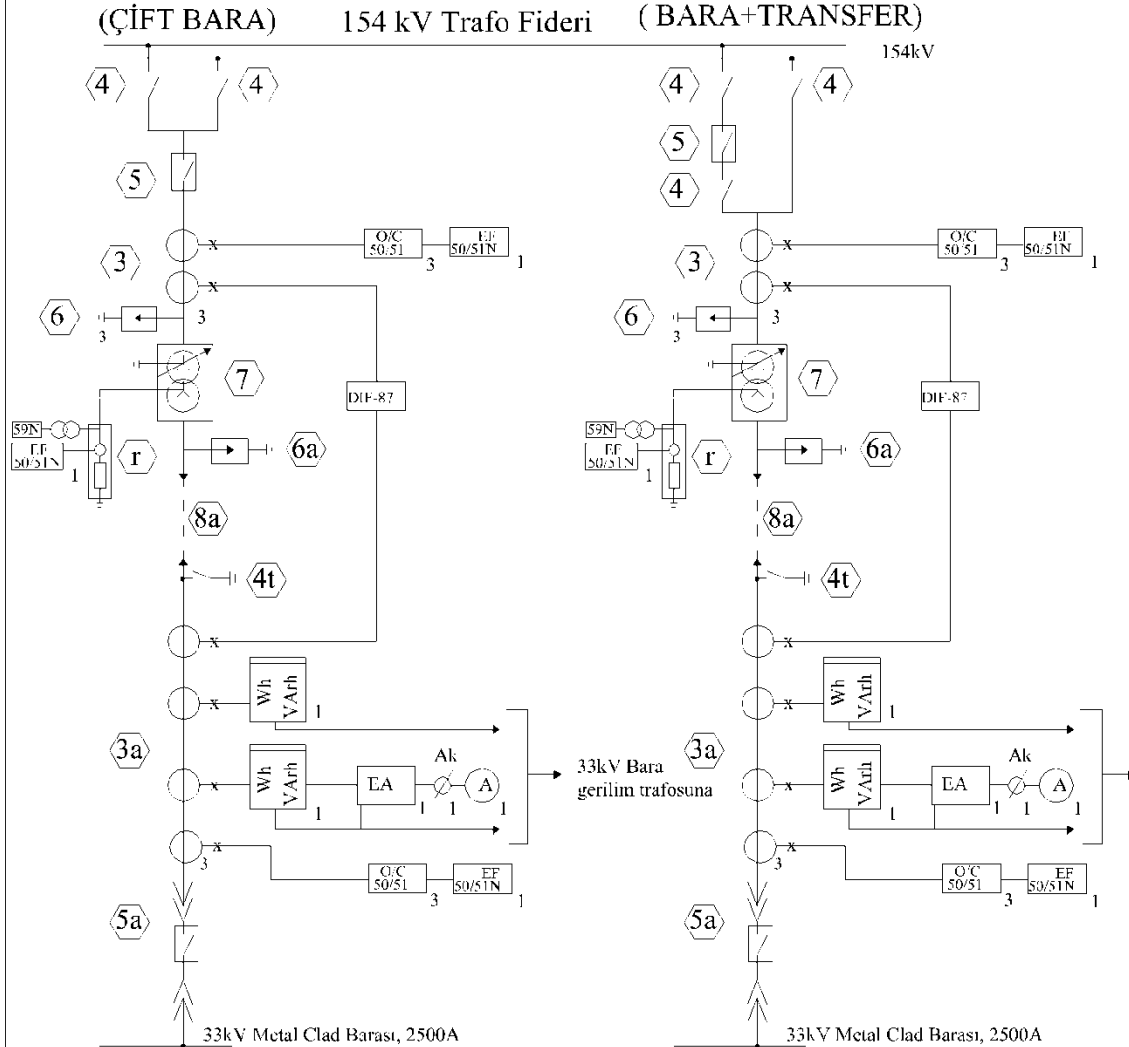 (ÇİFT BARA) 154 kV Trafo Fideri ( BARA+TRANSFER)
154kV
4 4 4 4
5 5
4
O/C 50/51 3 EF 50/51N 1
O/C 50/51 3 EF 50/51N 1
3 x x 3
3 x x 3
6 3
6 3
7 7
DIF-87 DIF-87
59N 59N
EF 50/51N 1 r 6a
EF 50/51N 1 r 6a
8a 8a
4t 4t
x x
x Wh VArh 1
x Wh VArh 1
3a 3a
x Wh VArh 1 EA 1 Ak 1 A 1
33kV Bara
gerilim trafosuna
x Wh VArh 1 EA 1 Ak 1 A 1
x 3 O/C 50/51 3 EF 50/51N 1
x 3 O/C 50/51 3 EF 50/51N 1
5a 5a
33kV Metal Clad Barası, 2500A 33kV Metal Clad Barası, 2500A